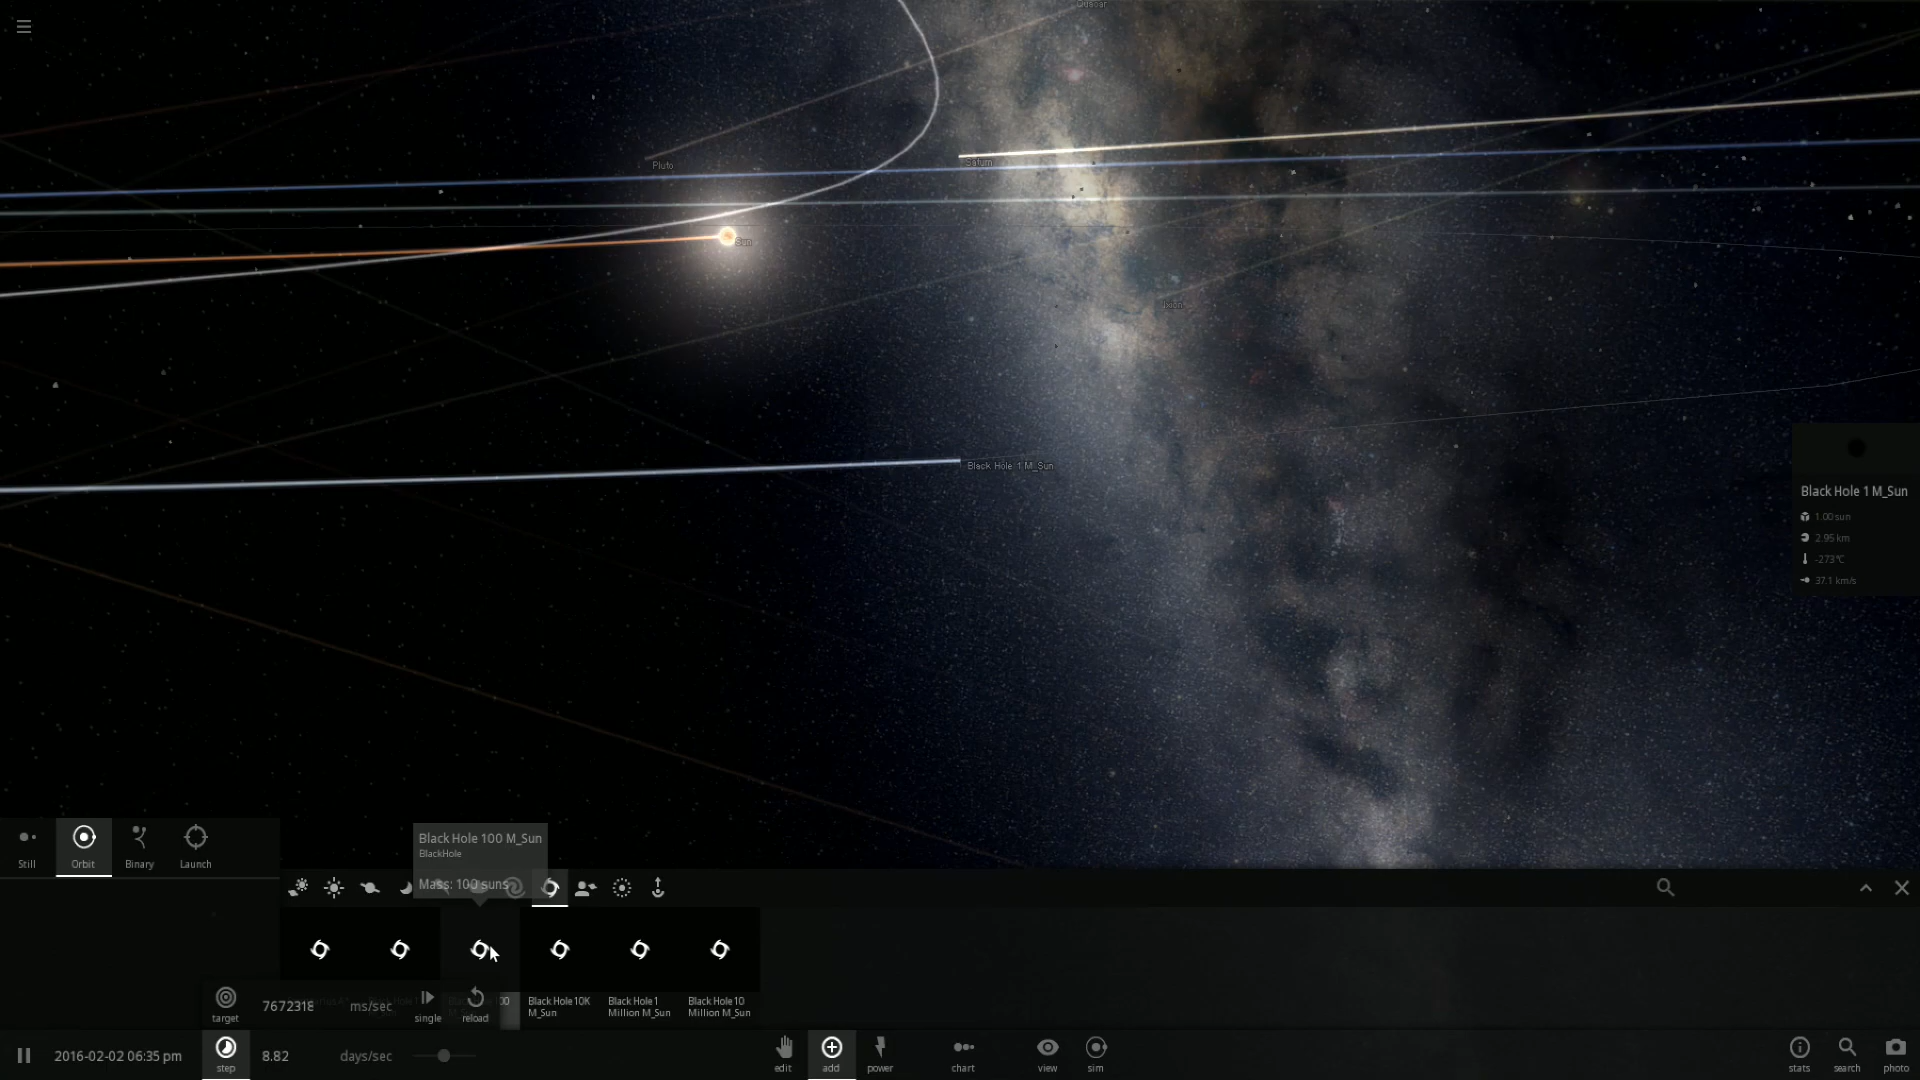 Quaoar
Pluto
Saturn
Sun
Ixion
Black Hole 1 M_Sun
Black Hole 1 M_Sun
1.00 sun
2.95 km
-273°C
37.1 km/s
Still
Orbit
Binary
Launch
Black Hole 100 M_Sun
BlackHole
Mass: 100 suns
Black Hole 10K
M_Sun
Black Hole 1
Million M_Sun
Black Hole 10
Million M_Sun
target
7672318
ms/sec
single
reload
2016-02-02 06:35 pm
step
8.82
days/sec
edit
add
power
chart
view
sim
stats
search
photo